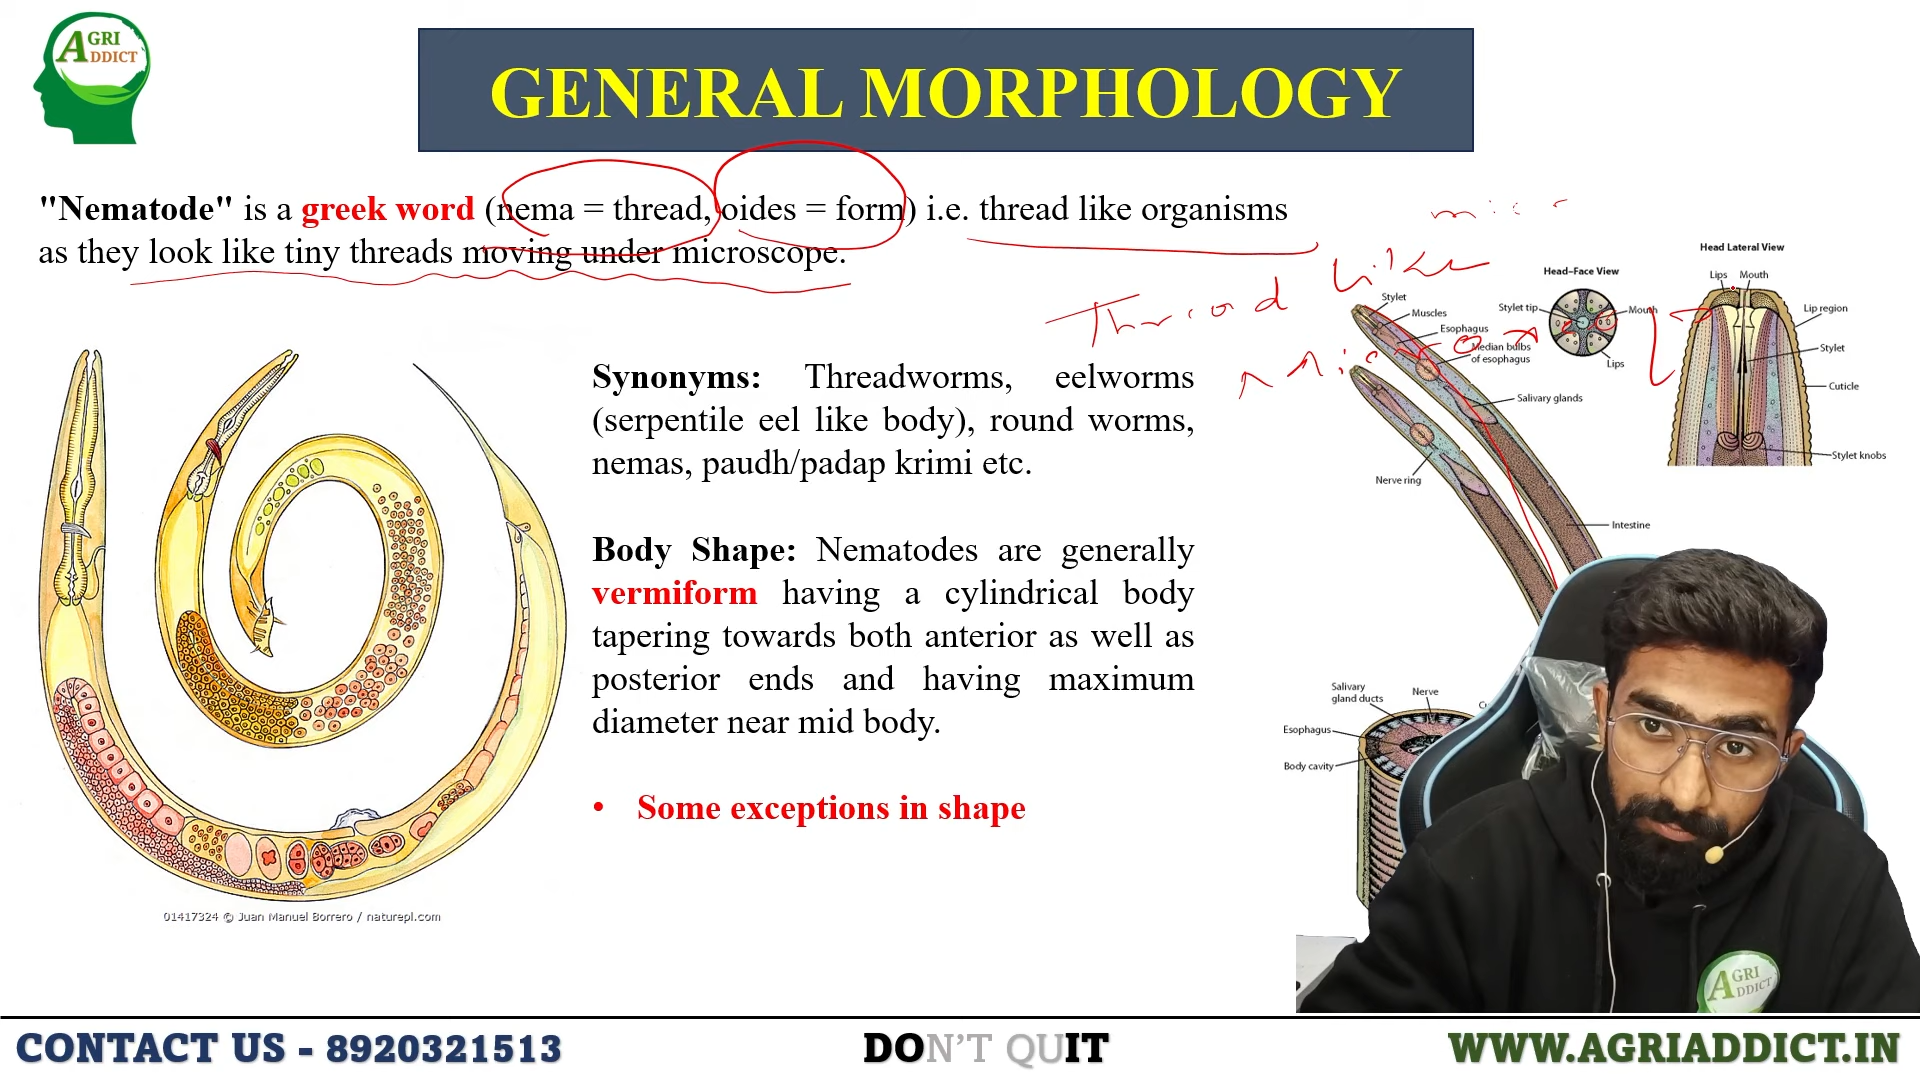 AGRI
ADDICT
GENERAL MORPHOLOGY
"Nematode" is a greek word (nema = thread, oides = form) i.e. thread like organisms
as they look like tiny threads moving under microscope.
Thread like
Synonyms: Threadworms, eelworms
(serpentile eel like body), round worms,
nemas, paudh/padap krimi etc.
Body Shape: Nematodes are generally
vermiform having a cylindrical body
tapering towards both anterior as well as
posterior ends and having maximum
diameter near mid body.
• Some exceptions in shape
01417324 © Juan Manuel Borrero / naturepl.com
Stylet
Muscles
Esophagus
Median bulbs
of esophagus
Salivary glands
Nerve ring
Intestine
Head–Face View
Stylet tip
Mouth
Lips
Head Lateral View
Lips
Mouth
Lip region
Stylet
Cuticle
Stylet knobs
Salivary
gland ducts
Nerve
Esophagus
Body cavity
AGRI
ADDICT
CONTACT US - 8920321513
DON'T QUIT
WWW.AGRIADDICT.IN